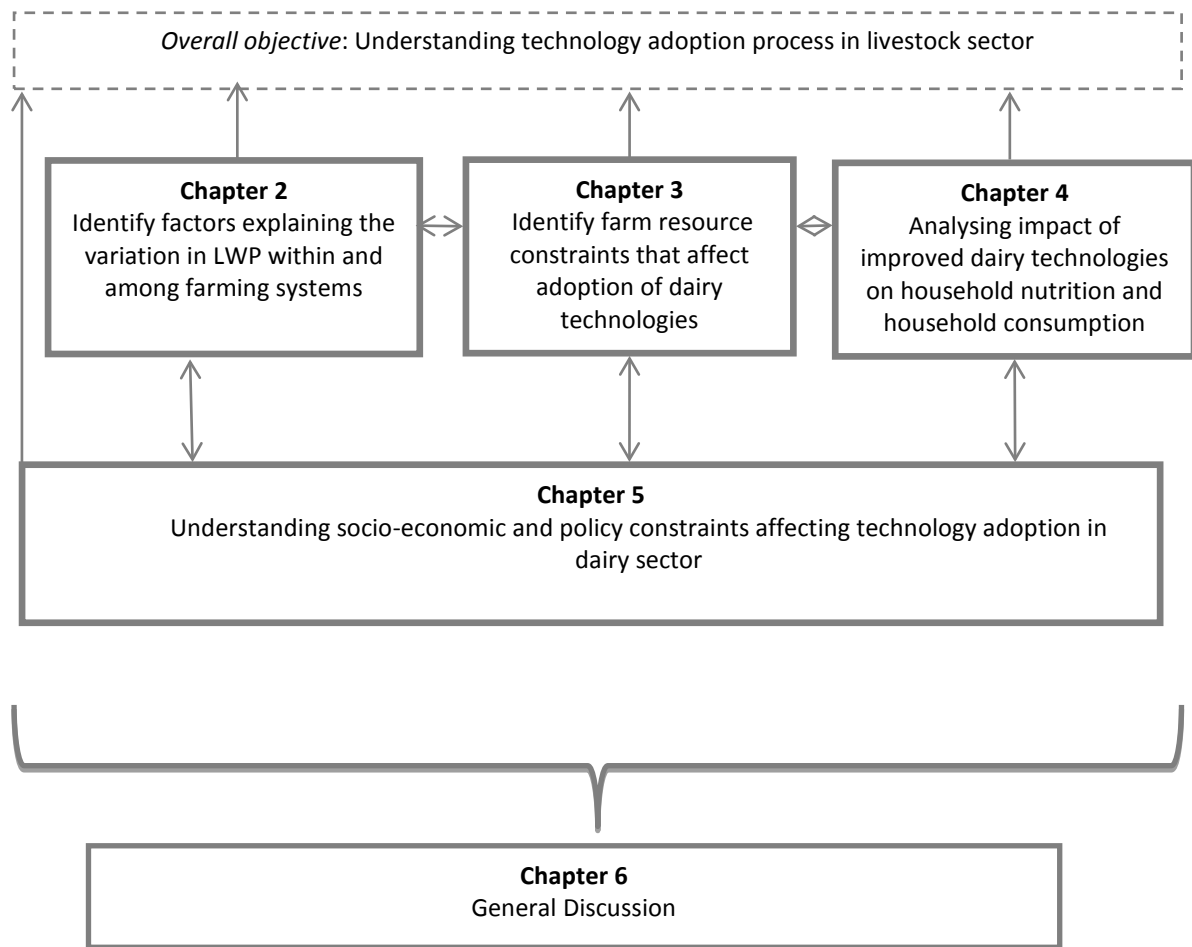 Overall objective: Understanding technology adoption process in livestock sector
Chapter 2
Identify factors explaining the
variation in LWP within and
among farming systems
Chapter 3
Identify farm resource
constraints that affect
adoption of dairy
technologies
Chapter 4
Analysing impact of
improved dairy technologies
on household nutrition and
household consumption
Chapter 5
Understanding socio-economic and policy constraints affecting technology adoption in
dairy sector
Chapter 6
General Discussion